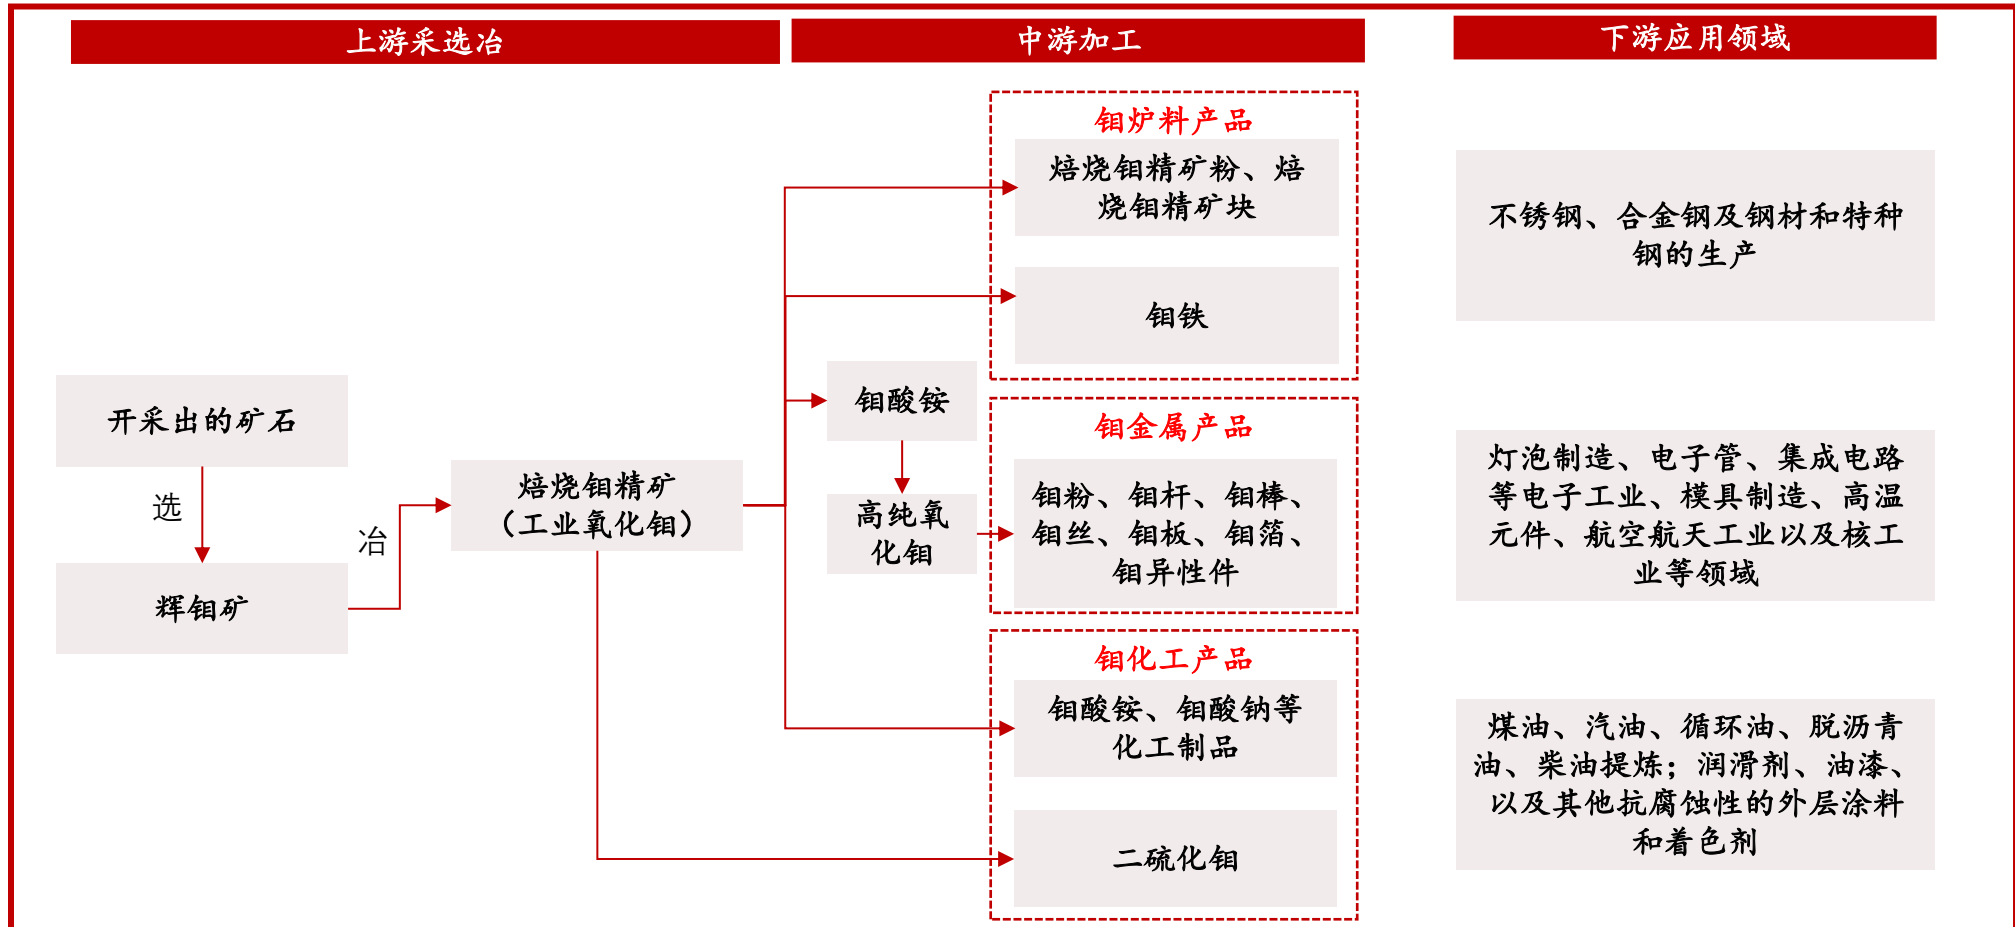 上游采选冶
中游加工
下游应用领域
开采出的矿石
选
辉钼矿
冶
焙烧钼精矿
（工业氧化钼）
钼酸铵
高纯氧
化钼
钼炉料产品
焙烧钼精矿粉、焙
烧钼精矿块
钼铁
钼金属产品
钼粉、钼杆、钼棒、
钼丝、钼板、钼箔、
钼异性件
钼化工产品
钼酸铵、钼酸钠等
化工制品
二硫化钼
不锈钢、合金钢及钢材和特种
钢的生产
灯泡制造、电子管、集成电路
等电子工业、模具制造、高温
元件、航空航天工业以及核工
业等领域
煤油、汽油、循环油、脱沥青
油、柴油提炼；润滑剂、油漆、
以及其他抗腐蚀性的外层涂料
和着色剂